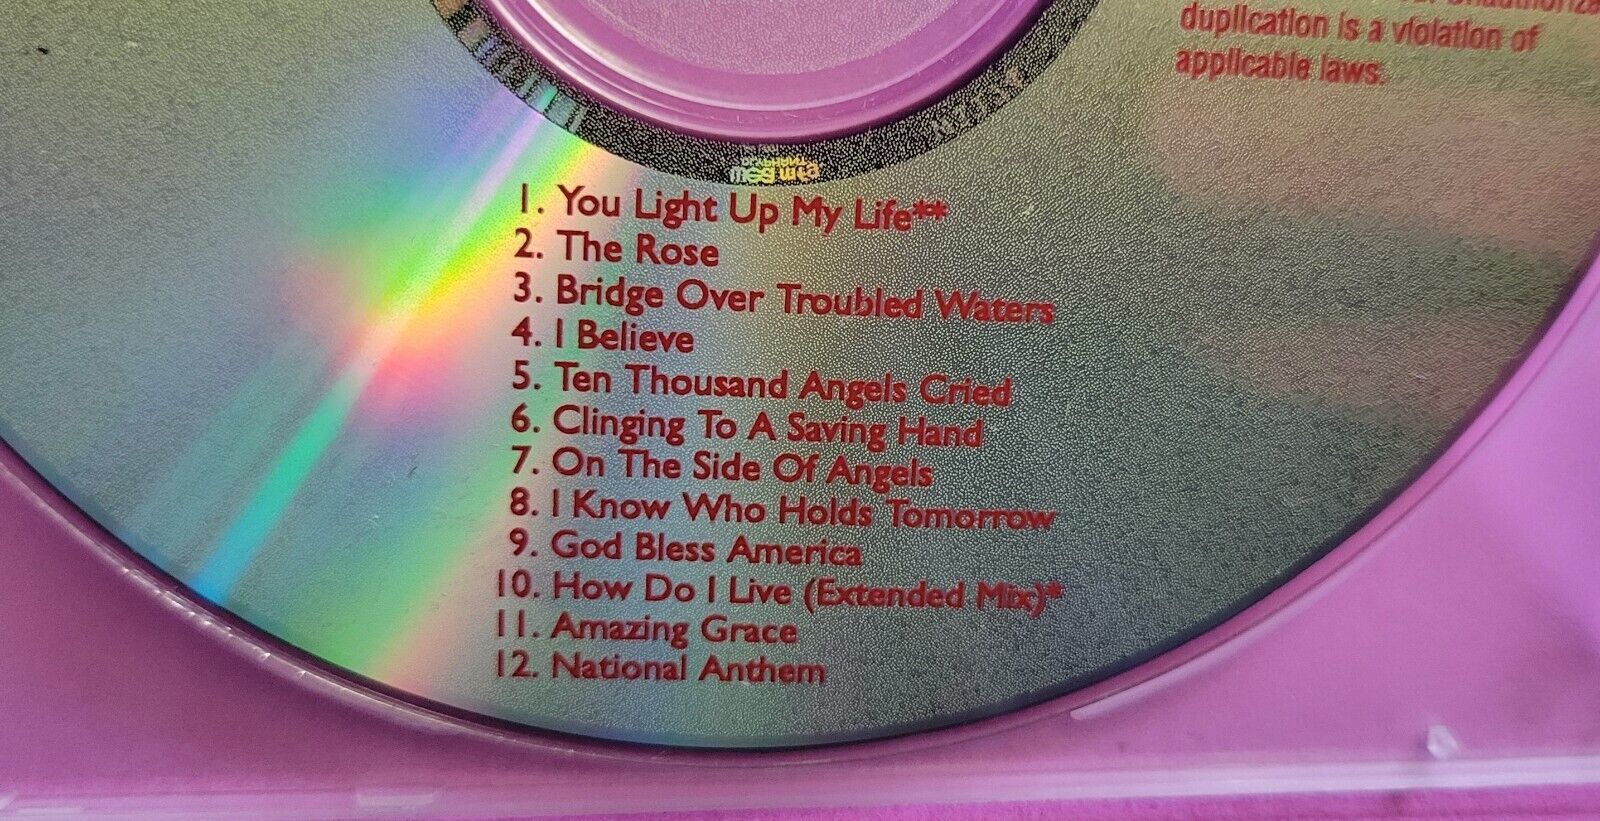 duplication is a violation of
applicable laws.
1. You Light Up My Life**
2. The Rose
3. Bridge Over Troubled Waters
4. I Believe
5. Ten Thousand Angels Cried
6. Clinging To A Saving Hand
7. On The Side Of Angels
8. I Know Who Holds Tomorrow
9. God Bless America
10. How Do I Live (Extended Mix)*
11. Amazing Grace
12. National Anthem